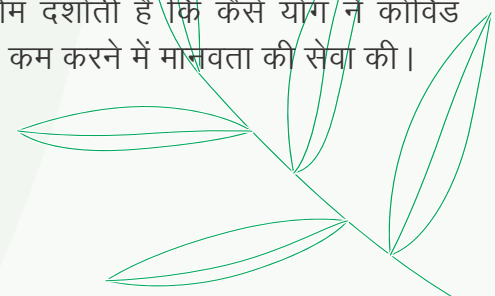 दर्शाती है कि कैसे योग ने कोविड
कम करने में मानवता की सेवा की।